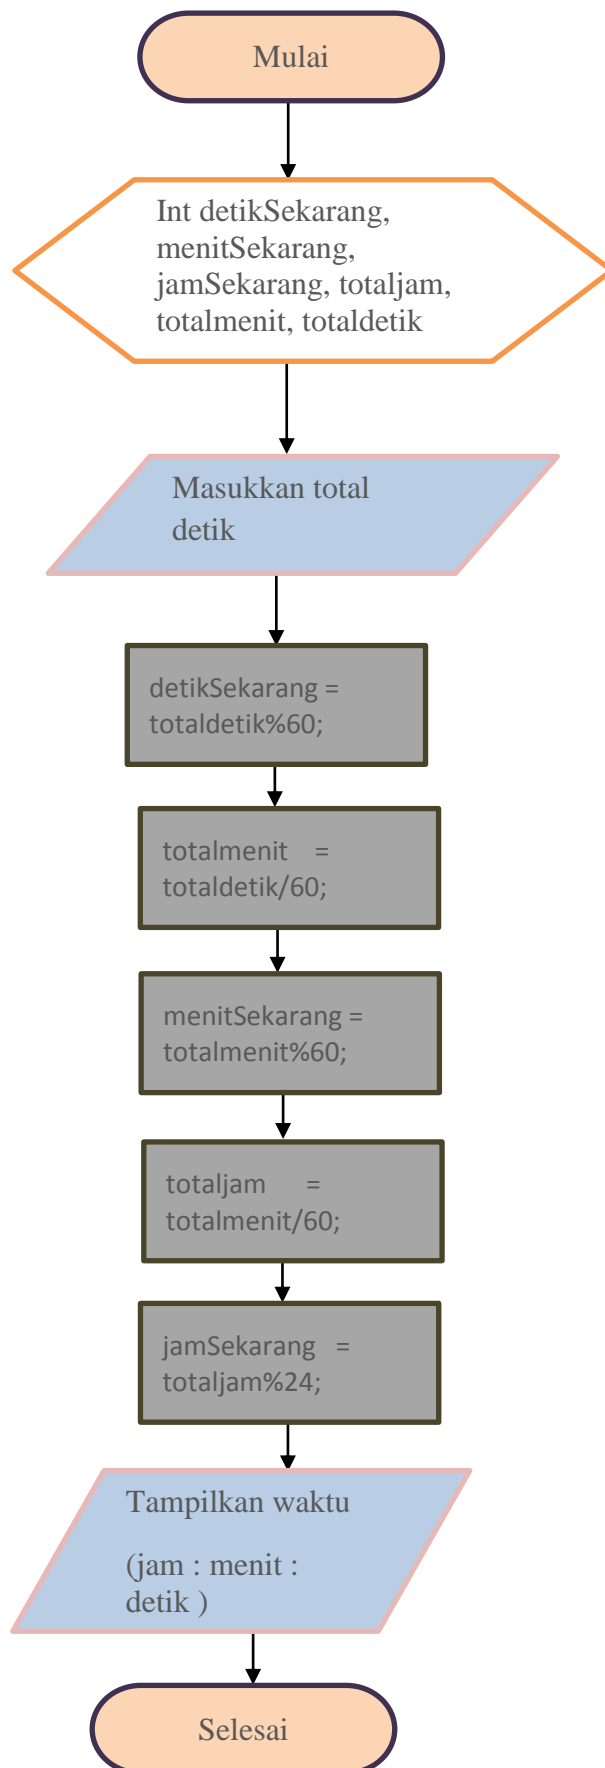 Mulai
Int detikSekarang,
menitSekarang,
jamSekarang, totaljam,
totalmenit, totaldetik
Masukkan total
detik
detikSekarang =
totaldetik%60;
totalmenit =
totaldetik/60;
menitSekarang =
totalmenit%60;
totaljam =
totalmenit/60;
jamSekarang =
totaljam%24;
Tampilkan waktu
(jam : menit :
detik )
Selesai